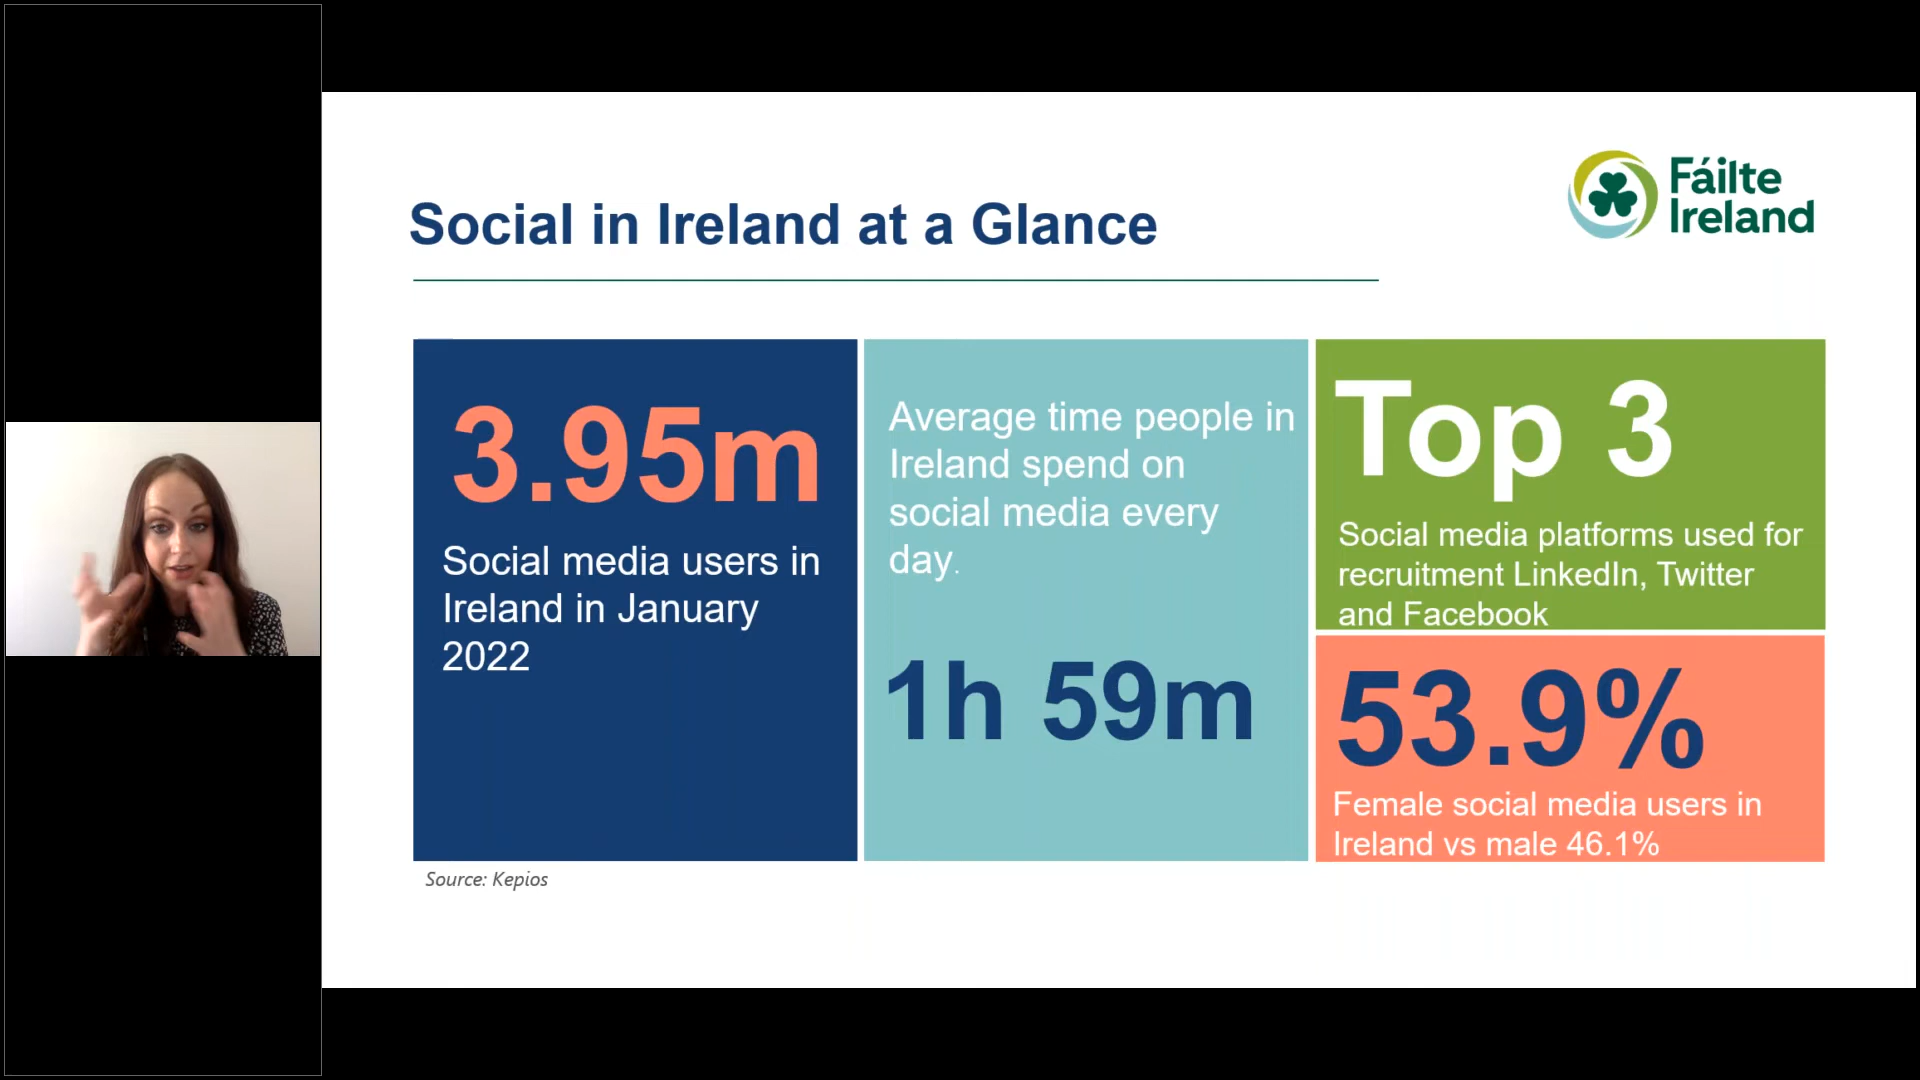 Fáilte
Ireland
Social in Ireland at a Glance
3.95m
Social media users in
Ireland in January
2022
Average time people in
Ireland spend on
social media every
day.
1h 59m
Top 3
Social media platforms used for
recruitment LinkedIn, Twitter
and Facebook
53.9%
Female social media users in
Ireland vs male 46.1%
Source: Kepios